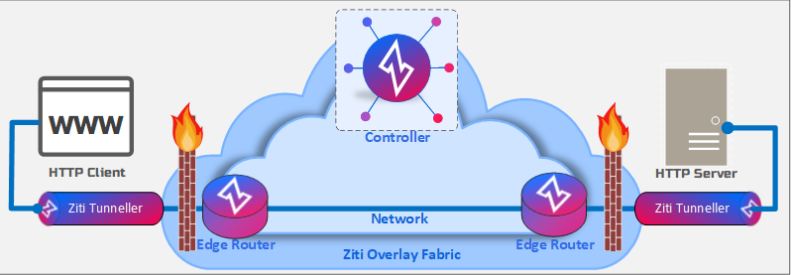 WWW
Controller
HTTP Client
HTTP Server
Ziti Tunneller
Ziti Tunneller
Network
Edge Router
Edge Router
Ziti Overlay Fabric